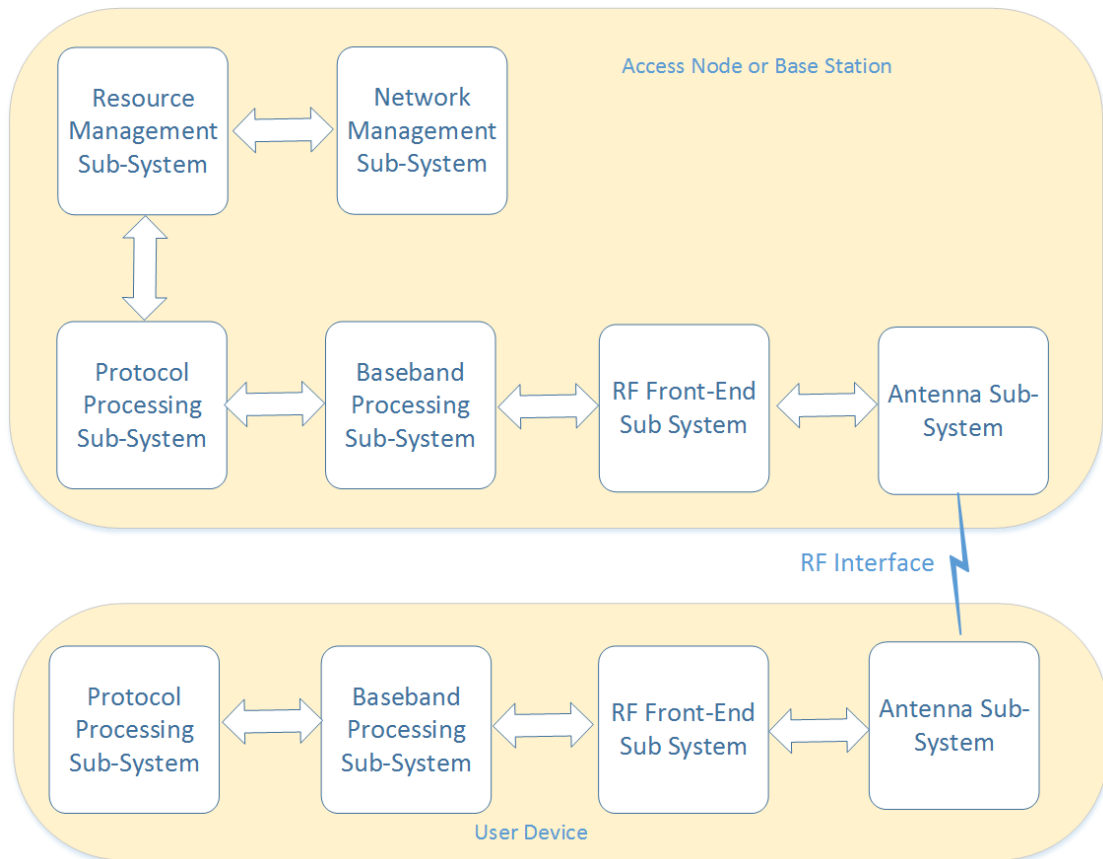 Access Node or Base Station
Resource
Management
Sub-System
Network
Management
Sub-System
Protocol
Processing
Sub-System
Baseband
Processing
Sub-System
RF Front-End
Sub System
Antenna Sub-
System
RF Interface
Protocol
Processing
Sub-System
Baseband
Processing
Sub-System
RF Front-End
Sub System
Antenna Sub-
System
User Device